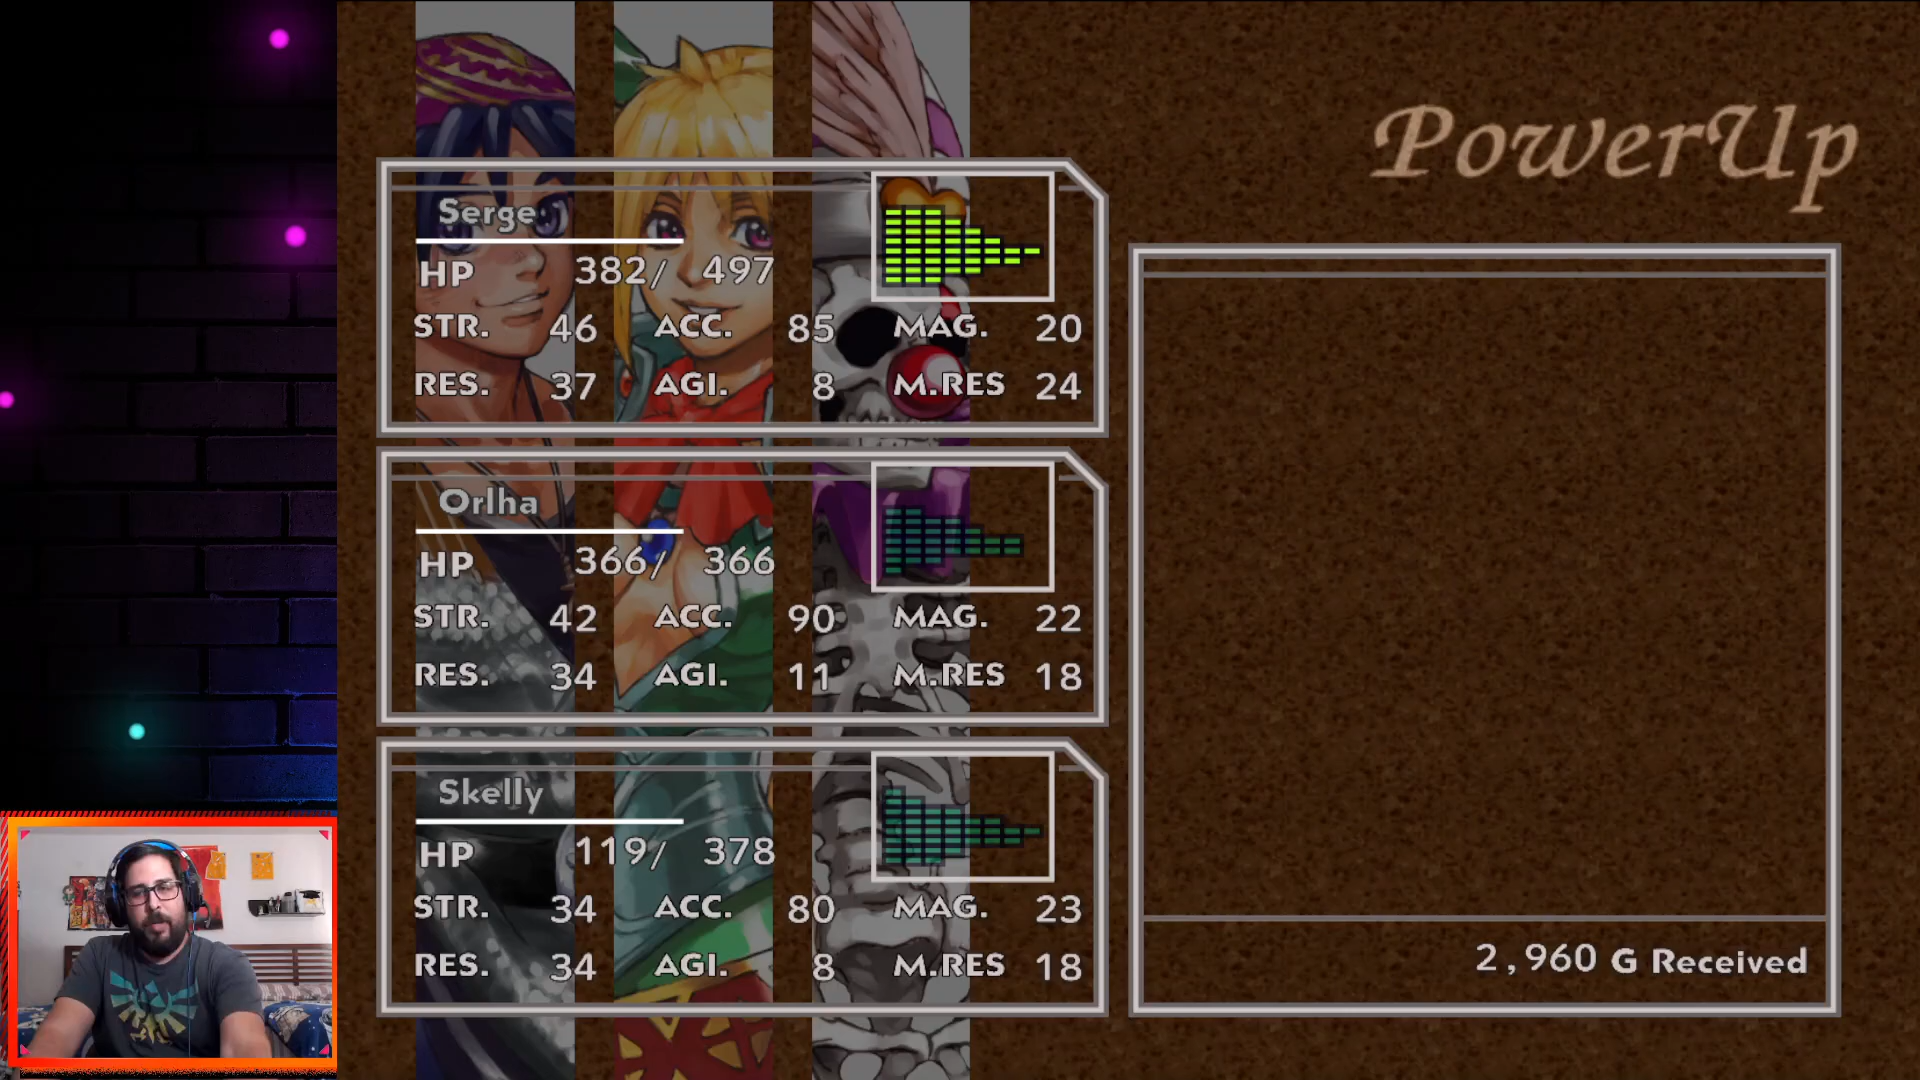 PowerUp
Serge
HP 382/ 497
STR. 46 ACC. 85 MAG. 20
RES. 37 AGI. 8 M.RES 24
Orlha
HP 366/ 366
STR. 42 ACC. 90 MAG. 22
RES. 34 AGI. 11 M.RES 18
Skelly
HP 119/ 378
STR. 34 ACC. 80 MAG. 23
RES. 34 AGI. 8 M.RES 18
2,960 G Received